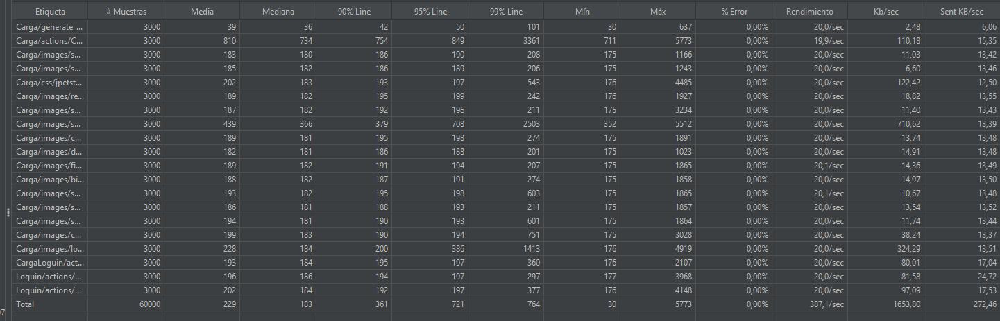 Etiqueta # Muestras Media Mediana 90% Line 95% Line 99% Line Mín Máx % Error Rendimiento Kb/sec Sent KB/sec
Carga/generate_... 3000 39 36 42 50 101 30 637 0,00% 20,0/sec 2,48 6,06
Carga/actions/C... 3000 810 734 754 849 3361 711 5773 0,00% 19,9/sec 110,18 15,35
Carga/images/s... 3000 183 180 186 190 208 175 1166 0,00% 20,0/sec 11,03 13,42
Carga/images/s... 3000 185 182 186 189 206 175 1243 0,00% 20,0/sec 6,60 13,46
Carga/css/jpetst... 3000 202 183 193 197 543 176 4485 0,00% 20,0/sec 122,42 12,50
Carga/images/re... 3000 189 182 195 199 242 176 1927 0,00% 20,0/sec 18,82 13,55
Carga/images/s... 3000 187 182 192 196 211 175 3234 0,00% 20,0/sec 11,40 13,43
Carga/images/s... 3000 439 366 379 708 2503 352 5512 0,00% 20,0/sec 710,62 13,39
Carga/images/c... 3000 189 181 195 198 274 175 1891 0,00% 20,0/sec 13,74 13,48
Carga/images/d... 3000 182 181 186 188 201 175 1023 0,00% 20,0/sec 14,91 13,48
Carga/images/fi... 3000 189 182 191 194 207 175 1865 0,00% 20,1/sec 14,36 13,49
Carga/images/bi... 3000 188 182 187 191 274 175 1858 0,00% 20,0/sec 14,97 13,50
Carga/images/s... 3000 193 182 195 198 603 175 1865 0,00% 20,1/sec 10,67 13,48
Carga/images/s... 3000 186 181 188 193 211 175 1857 0,00% 20,0/sec 13,54 13,52
Carga/images/s... 3000 194 181 190 193 601 175 1864 0,00% 20,0/sec 11,74 13,44
Carga/images/c... 3000 199 183 190 194 751 175 3028 0,00% 20,0/sec 38,24 13,37
Carga/images/lo... 3000 228 184 200 386 1413 176 4919 0,00% 20,0/sec 324,29 13,51
CargaLoguin/act... 3000 193 184 195 197 360 176 2107 0,00% 20,0/sec 80,01 17,04
Loguin/actions/... 3000 196 186 194 197 297 177 3968 0,00% 20,0/sec 81,58 24,72
Loguin/actions/... 3000 202 184 192 197 377 176 4148 0,00% 20,0/sec 97,09 17,53
Total 60000 229 183 361 721 764 30 5773 0,00% 387,1/sec 1653,80 272,46